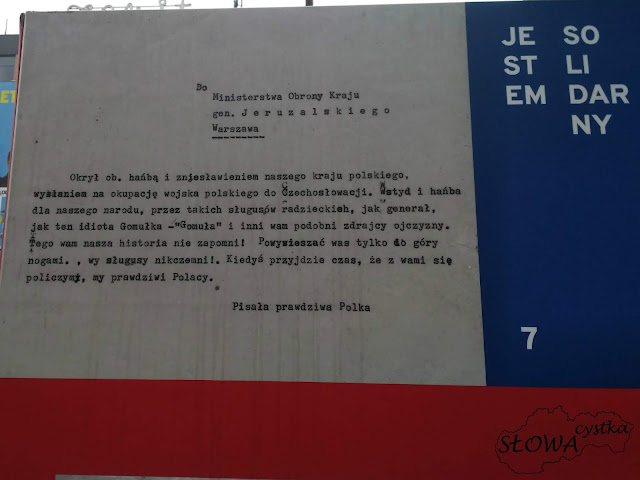 Do
Ministerstwa Obrony Kraju
gen. Jeruzalskiego
Warszawa
Okrył ob. hańbą i zniesławieniem naszego kraju polskiego,
wysłaniem na okupację wojska polskiego do Czechosłowacji. Wstyd i hańba
dla naszego narodu, przez takich sługunów radzieckich, jak generał,
jak ten idiota Gomułka -"Gomuła" i inni wam podobni zdrajcy ojczyzny.
Tego wam nasza historia nie zapomni! Powywieszać was tylko do góry
nogami. , wy sługusy nikczemni!. Kiedyś przyjdzie czas, że z wami się
policzymy, my prawdziwi Polacy.
Pisała prawdziwa Polka
JE SO
ST LI
EM DAR
NY
7
SŁOWAcystka